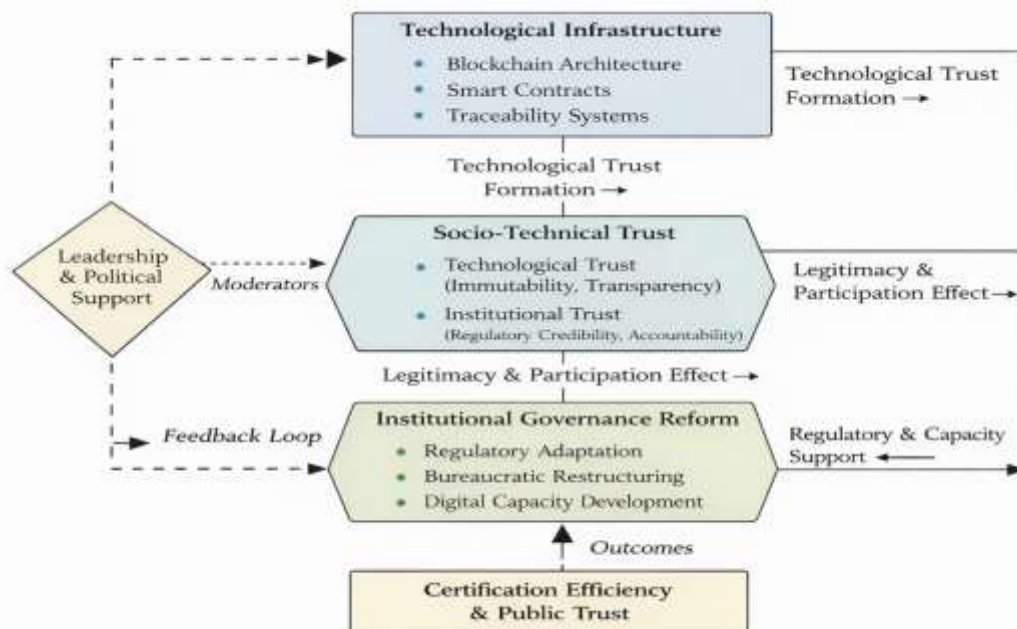 Technological Infrastructure
• Blockchain Architecture
• Smart Contracts
• Traceability Systems
Technological Trust
Formation →
Technological Trust
Formation →
Leadership
& Political
Support
Moderators
Socio-Technical Trust
• Technological Trust
(Immutability, Transparency)
• Institutional Trust
(Regulatory Credibility, Accountability)
Legitimacy &
Participation Effect →
Legitimacy & Participation Effect →
Feedback Loop
Institutional Governance Reform
• Regulatory Adaptation
• Bureaucratic Restructuring
• Digital Capacity Development
Regulatory & Capacity
Support ←
Outcomes
Certification Efficiency
& Public Trust